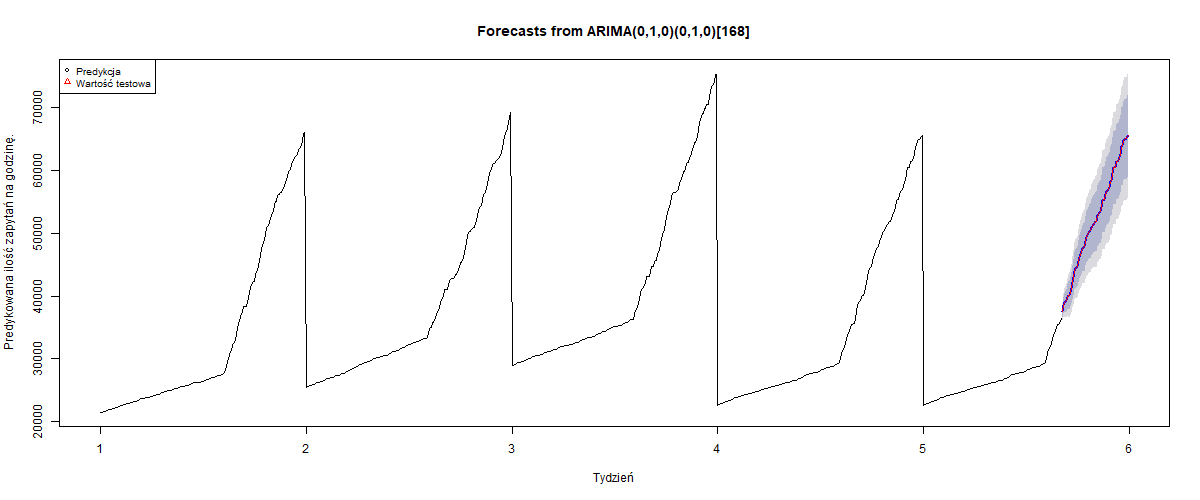 Forecasts from ARIMA(0,1,0)(0,1,0)[168]
Predykcja
Wartość testowa
Predykowana ilość zapytań na godzinę.
70000
60000
50000
40000
30000
20000
1 2 3 4 5 6
Tydzień